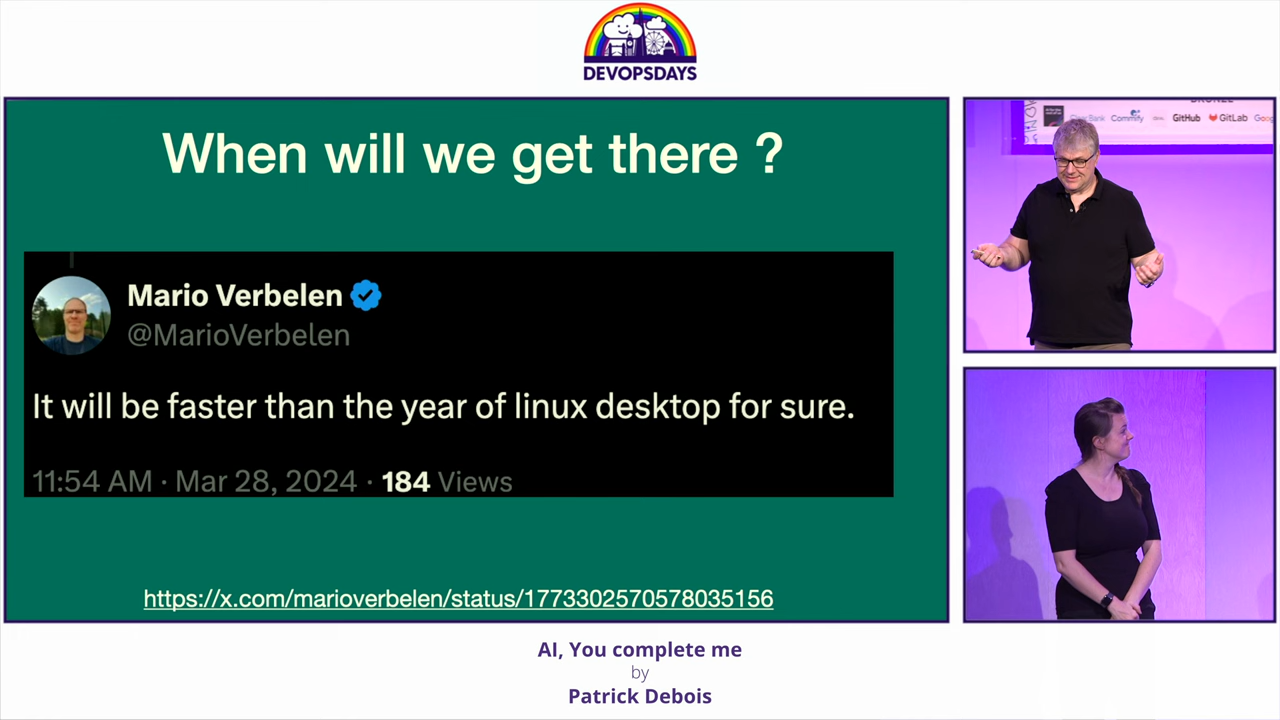 DEVOPSDAYS
When will we get there ?
Mario Verbelen
@MarioVerbelen
It will be faster than the year of linux desktop for sure.
11:54 AM · Mar 28, 2024 · 184 Views
https://x.com/marioverbelen/status/1773302570578035156
Commify GitHub GitLab
AI, You complete me
by
Patrick Debois